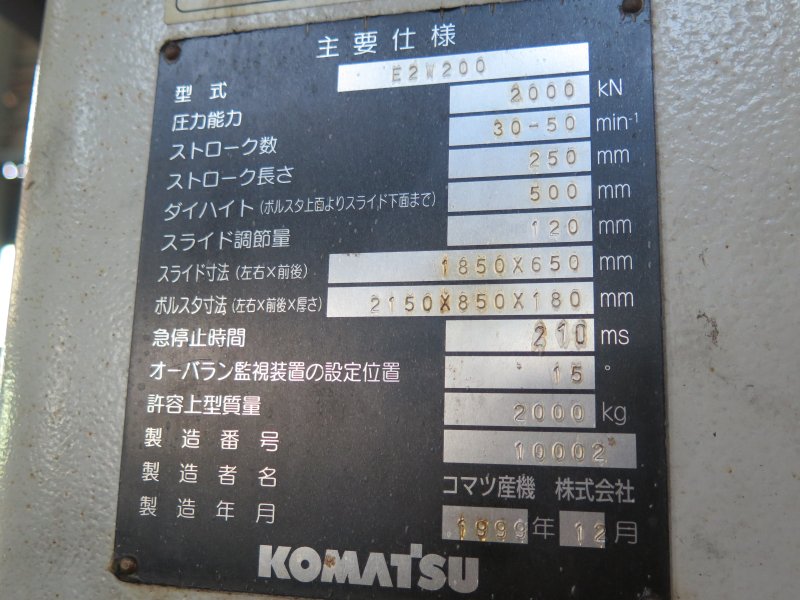 主要仕様
型式 E2W200
圧力能力 2000 kN
ストローク数 30-50 min-1
ストローク長さ 250 mm
ダイハイト(ボルスタ上面よりスライド下面まで) 500 mm
スライド調節量 120 mm
スライド寸法(左右×前後) 1850X650 mm
ボルスタ寸法(左右×前後×厚さ) 2150X850X180 mm
急停止時間 210 ms
オーバラン監視装置の設定位置 15 °
許容上型質量 2000 kg
製造番号 10002
製造者名 コマツ産機 株式会社
製造年月 1999年12月
KOMATSU